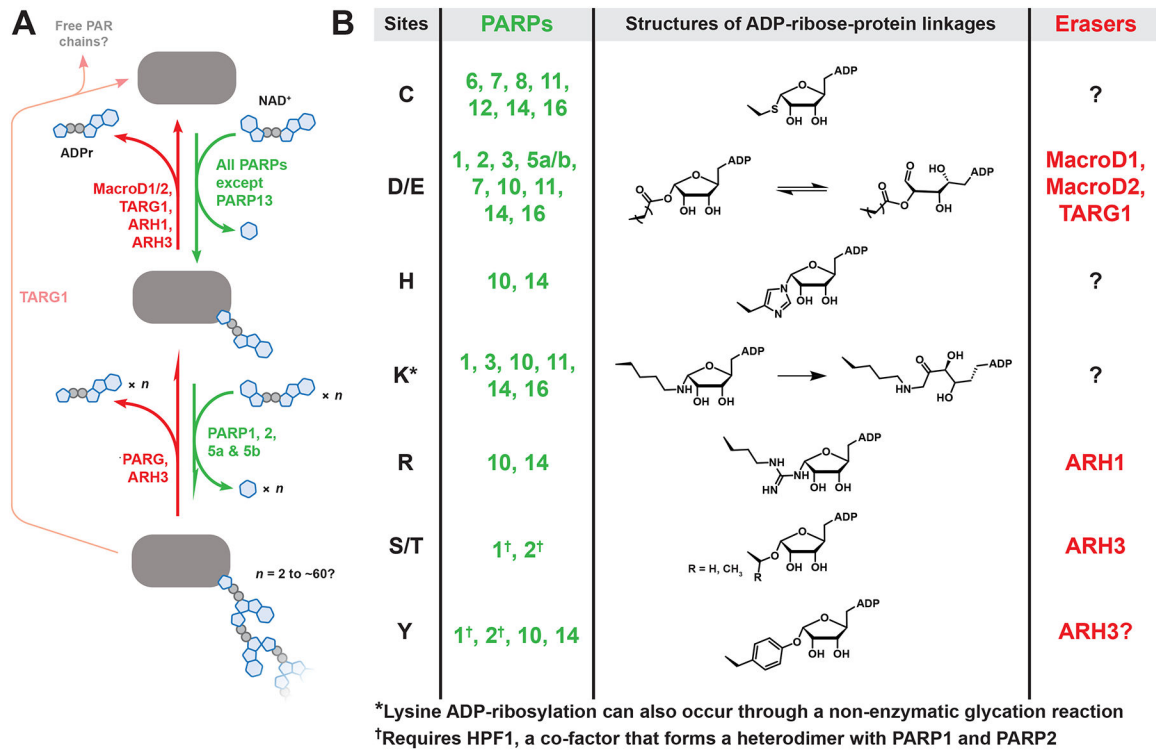 A
Free PAR
chains?
NAD⁺
ADPr
All PARPs
except
PARP13
MacroD1/2,
TARG1,
ARH1,
ARH3
TARG1
× n
× n
PARP1, 2,
5a & 5b
PARG,
ARH3
× n
n = 2 to ~60?
B
Sites PARPs Structures of ADP-ribose-protein linkages Erasers
C
6, 7, 8, 11,
12, 14, 16
ADP
O
S
OH OH
?
D/E
1, 2, 3, 5a/b,
7, 10, 11,
14, 16
ADP
O
O
O
OH OH
HO
ADP
O
O
O
OH
MacroD1,
MacroD2,
TARG1
H
10, 14
ADP
O
N
N
OH OH
?
K*
1, 3, 10, 11,
14, 16
ADP
O
NH
OH OH
O OH
ADP
HN
HO
?
R
10, 14
ADP
O
NH
NH
NH
OH OH
ARH1
S/T
1†, 2†
ADP
O
O
R
OH OH
R = H, CH₃
ARH3
Y
1†, 2†, 10, 14
ADP
O
O
OH OH
ARH3?
*Lysine ADP-ribosylation can also occur through a non-enzymatic glycation reaction
†Requires HPF1, a co-factor that forms a heterodimer with PARP1 and PARP2